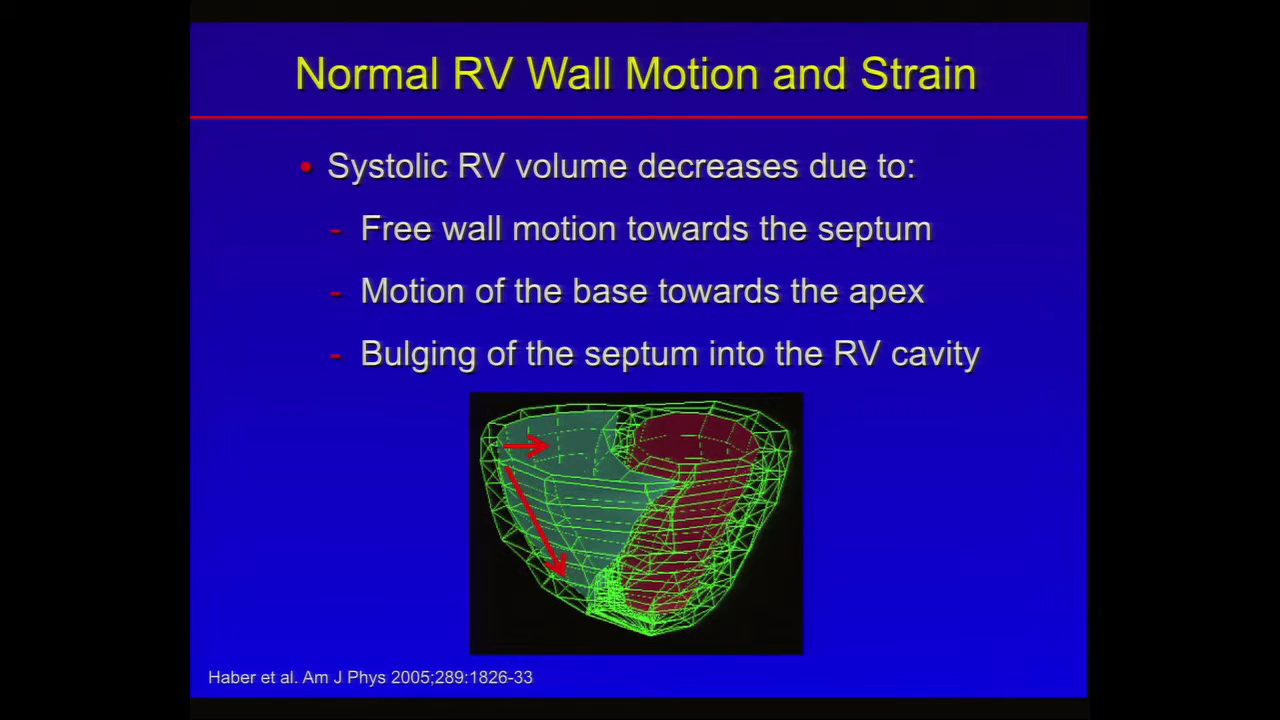 Normal RV Wall Motion and Strain
• Systolic RV volume decreases due to:
- Free wall motion towards the septum
- Motion of the base towards the apex
- Bulging of the septum into the RV cavity
Haber et al. Am J Phys 2005;289:1826-33